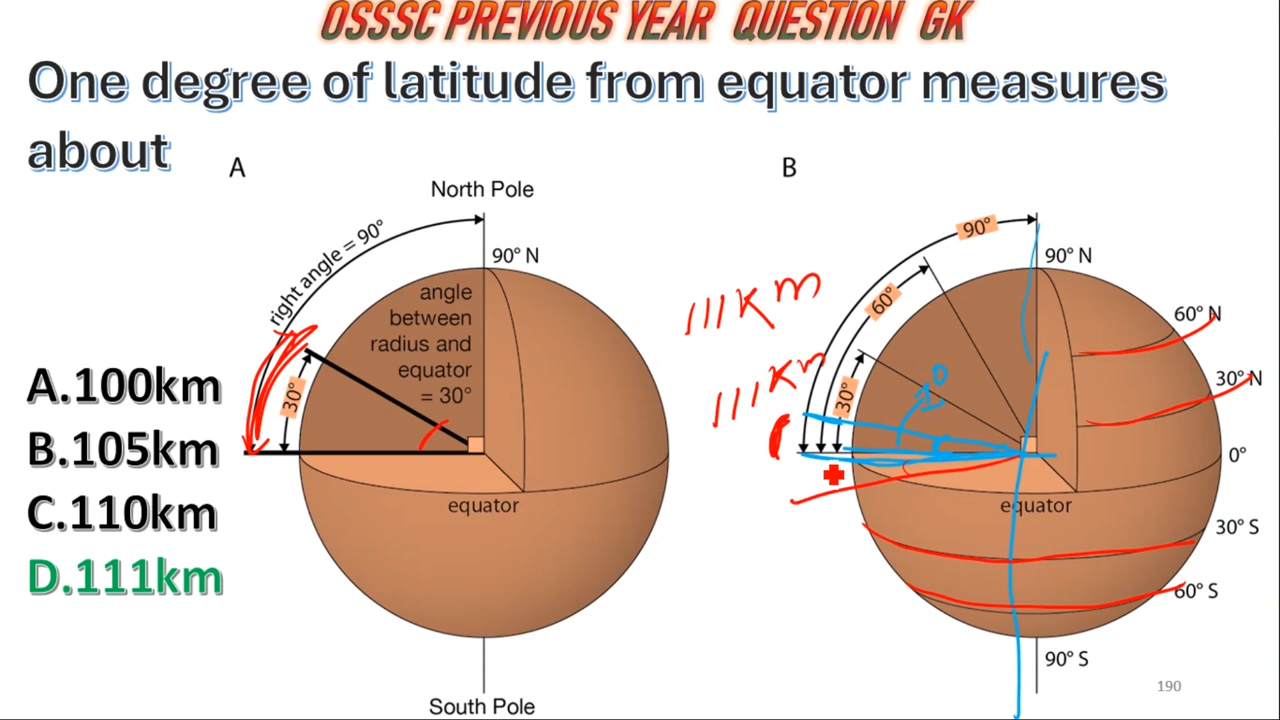 OSSSC PREVIOUS YEAR QUESTION GK
One degree of latitude from equator measures
about
A
North Pole
right angle = 90°
90° N
angle
between
radius and
equator
= 30°
30°
equator
South Pole
A.100km
B.105km
C.110km
D.111km
111Km
111Km
B
90°
90° N
60°
30°
1°
60° N
30° N
0°
equator
30° S
60° S
90° S
190